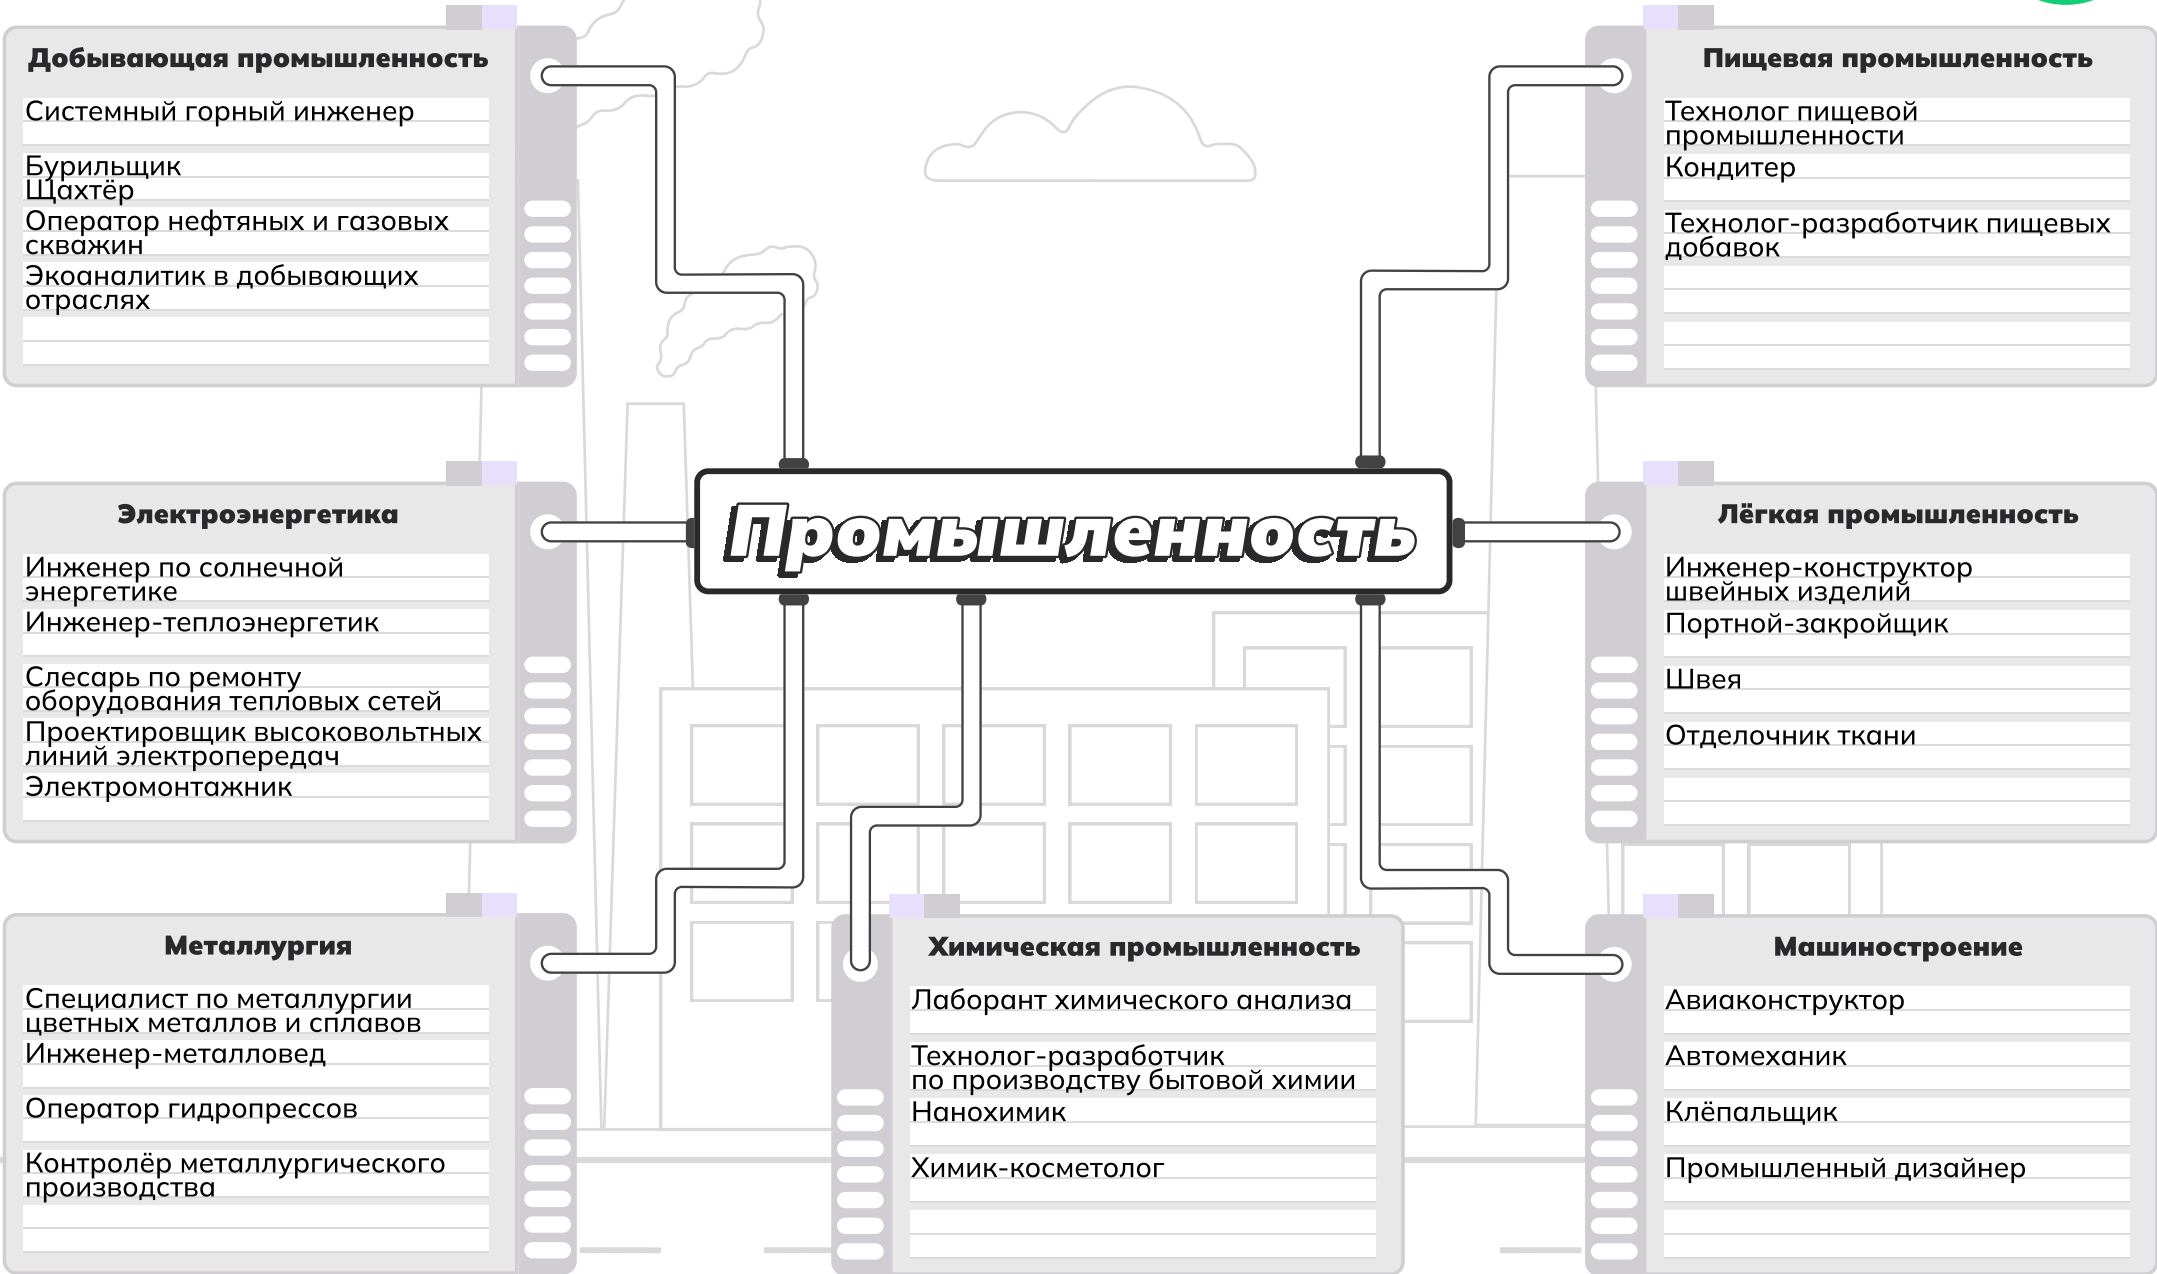 Добывающая промышленность
Системный горный инженер
Бурильщик
Щахтёр
Оператор нефтяных и газовых
скважин
Экоаналитик в добывающих
отраслях
Пищевая промышленность
Технолог пищевой
промышленности
Кондитер
Технолог-разработчик пищевых
добавок
Промышленность
Электроэнергетика
Инженер по солнечной
энергетике
Инженер-теплоэнергетик
Слесарь по ремонту
оборудования тепловых сетей
Проектировщик высоковольтных
линий электропередач
Электромонтажник
Лёгкая промышленность
Инженер-конструктор
швейных изделий
Портной-закройщик
Швея
Отделочник ткани
Металлургия
Специалист по металлургии
цветных металлов и сплавов
Инженер-металловед
Оператор гидропрессов
Контролёр металлургического
производства
Химическая промышленность
Лаборант химического анализа
Технолог-разработчик
по производству бытовой химии
Нанохимик
Химик-косметолог
Машиностроение
Авиаконструктор
Автомеханик
Клёпальщик
Промышленный дизайнер